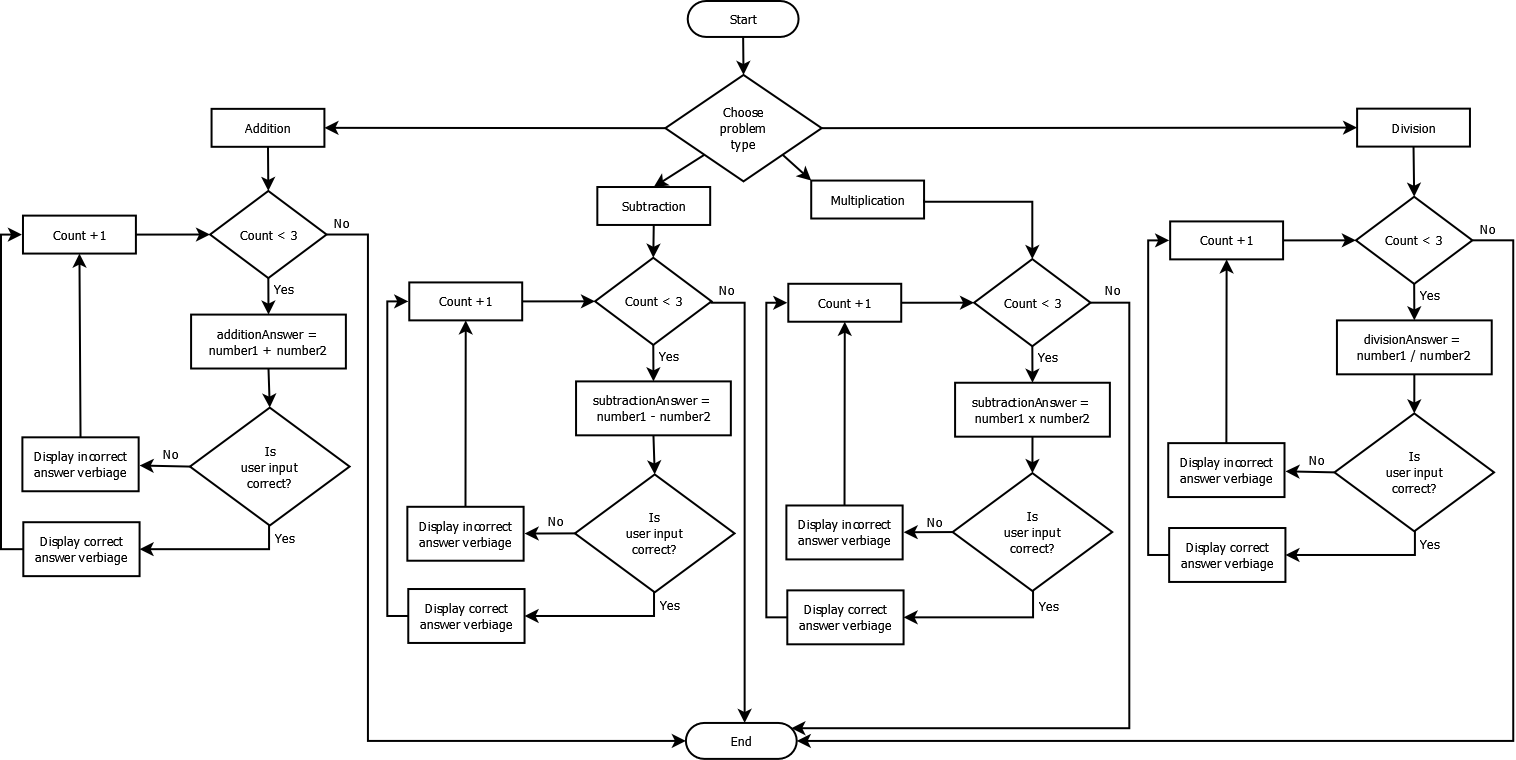 Start
Choose
problem
type
Addition
Count < 3
No
Yes
Count +1
additionAnswer =
number1 + number2
Is
user input
correct?
No
Display incorrect
answer verbiage
Yes
Display correct
answer verbiage
Subtraction
Count < 3
No
Yes
Count +1
subtractionAnswer =
number1 - number2
Is
user input
correct?
No
Display incorrect
answer verbiage
Yes
Display correct
answer verbiage
Multiplication
Count < 3
No
Yes
Count +1
subtractionAnswer =
number1 x number2
Is
user input
correct?
No
Display incorrect
answer verbiage
Yes
Display correct
answer verbiage
Division
Count < 3
No
Yes
Count +1
divisionAnswer =
number1 / number2
Is
user input
correct?
No
Display incorrect
answer verbiage
Yes
Display correct
answer verbiage
End